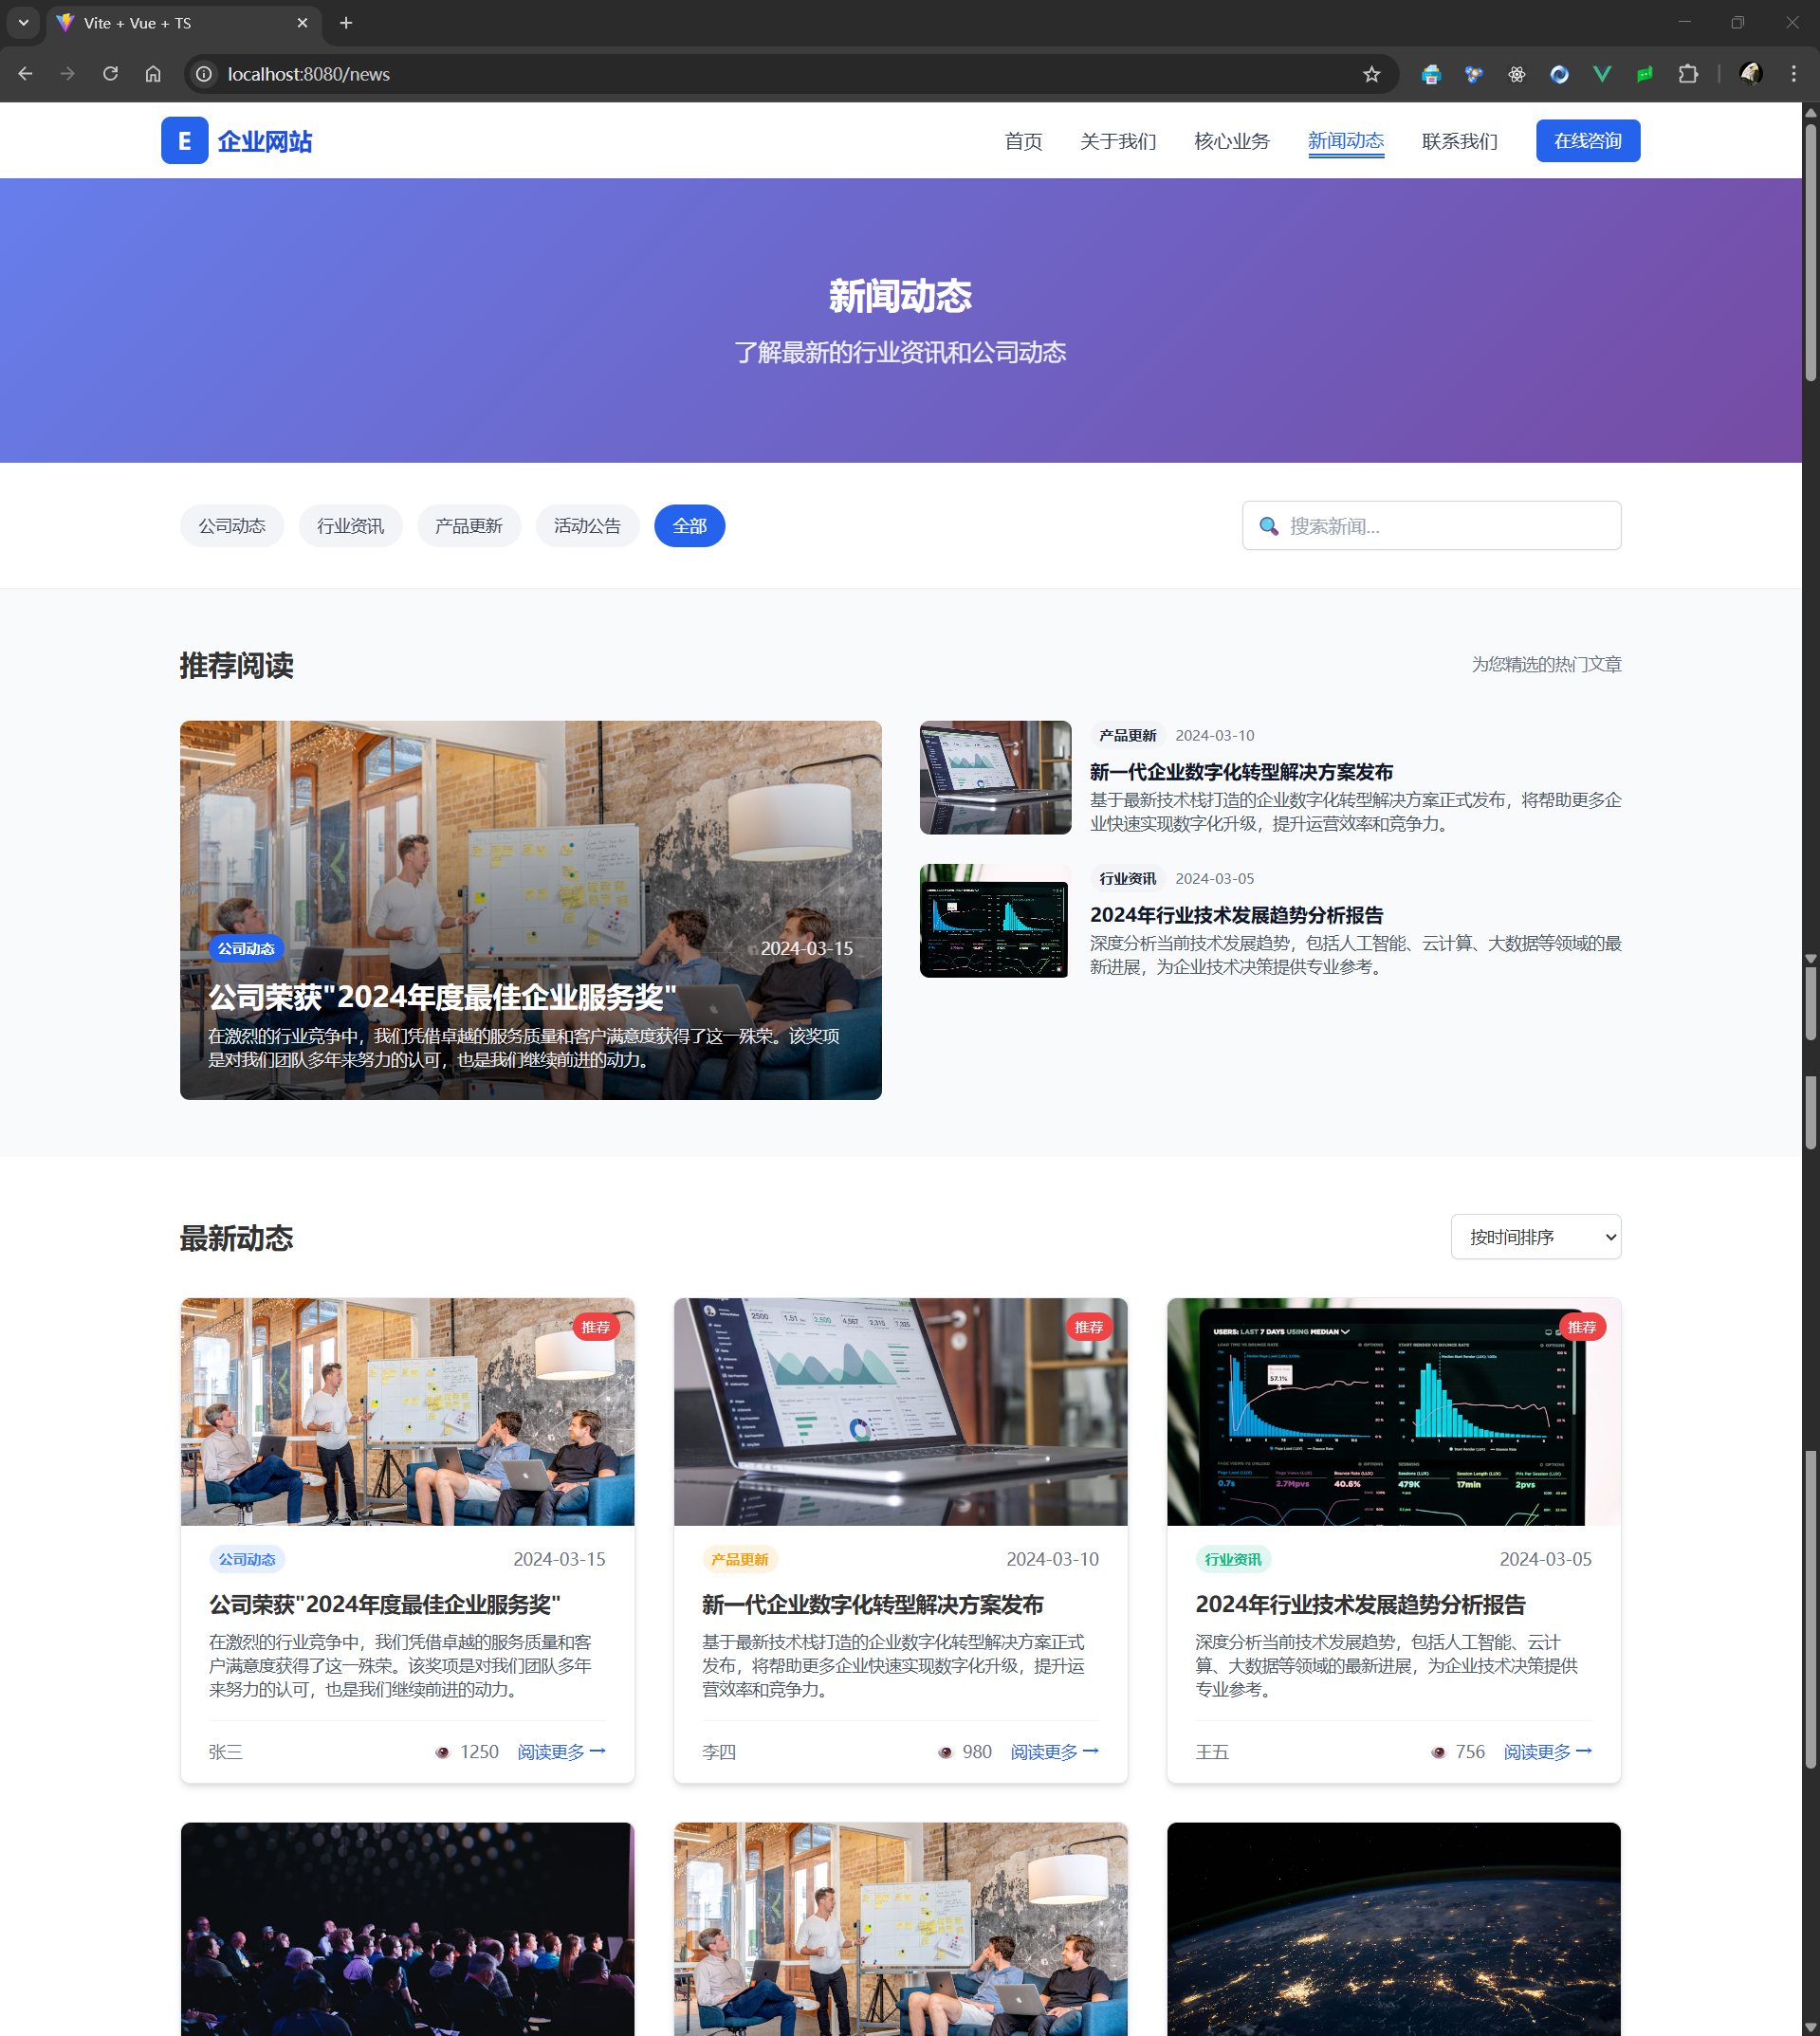 Vite + Vue + TS
localhost:8080/news
E 企业网站
首页 关于我们 核心业务 新闻动态 联系我们 在线咨询
新闻动态
了解最新的行业资讯和公司动态
公司动态 行业资讯 产品更新 活动公告 全部
搜索新闻...
推荐阅读
为您精选的热门文章
公司动态 2024-03-15
公司荣获"2024年度最佳企业服务奖"
在激烈的行业竞争中，我们凭借卓越的服务质量和客户满意度获得了这一殊荣。该奖项
是对我们团队多年来努力的认可，也是我们继续前进的动力。
产品更新 2024-03-10
新一代企业数字化转型解决方案发布
基于最新技术栈打造的企业数字化转型解决方案正式发布，将帮助更多企
业快速实现数字化升级，提升运营效率和竞争力。
行业资讯 2024-03-05
2024年行业技术发展趋势分析报告
深度分析当前技术发展趋势，包括人工智能、云计算、大数据等领域的最
新进展，为企业技术决策提供专业参考。
最新动态
按时间排序
推荐
公司动态 2024-03-15
公司荣获"2024年度最佳企业服务奖"
在激烈的行业竞争中，我们凭借卓越的服务质量和客
户满意度获得了这一殊荣。该奖项是对我们团队多年
来努力的认可，也是我们继续前进的动力。
张三 1250 阅读更多 →
推荐
产品更新 2024-03-10
新一代企业数字化转型解决方案发布
基于最新技术栈打造的企业数字化转型解决方案正式
发布，将帮助更多企业快速实现数字化升级，提升运
营效率和竞争力。
李四 980 阅读更多 →
USERS: LAST 7 DAYS USING MEDIAN
推荐
OPTIONS
LOAD TIME VS BOUNCE RATE
START RENDER VS BOUNCE RATE
57.1%
0.7s 2.7Mpvs 40.6% 479K 17min 2pvs
行业资讯 2024-03-05
2024年行业技术发展趋势分析报告
深度分析当前技术发展趋势，包括人工智能、云计
算、大数据等领域的最新进展，为企业技术决策提供
专业参考。
王五 756 阅读更多 →